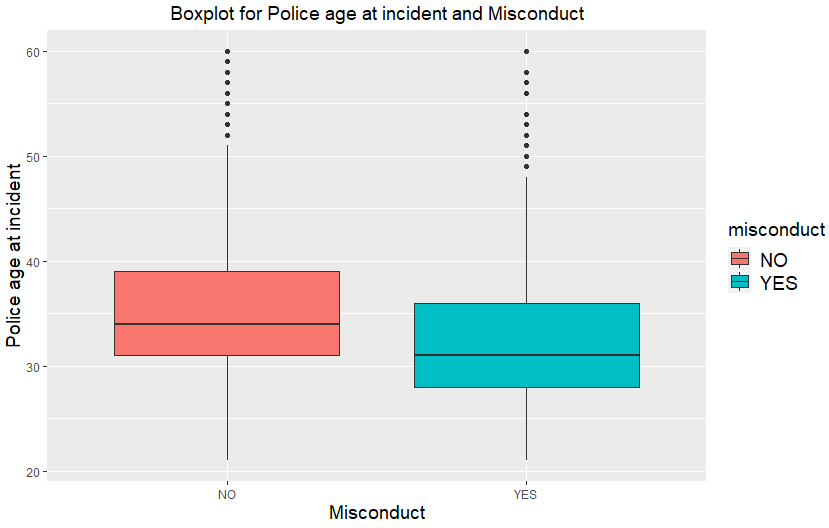 Boxplot for Police age at incident and Misconduct
Police age at incident
60
50
40
30
20
NO
YES
Misconduct
misconduct
NO
YES